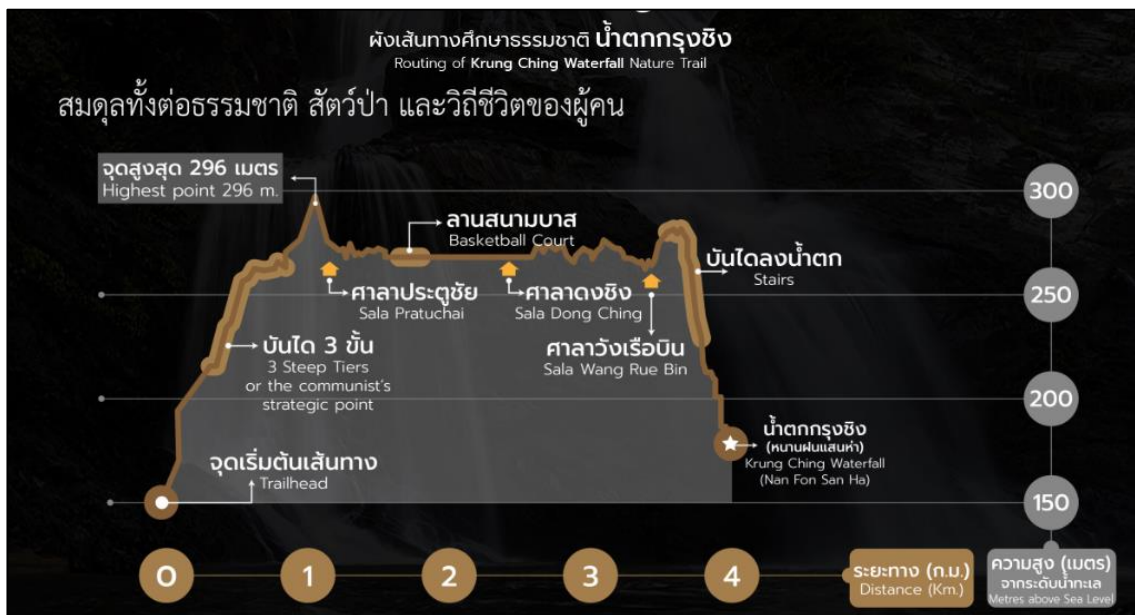 ผังเส้นทางศึกษาธรรมชาติ น้ำตกกรุงชิง
Routing of Krung Ching Waterfall Nature Trail
สมดุลทั้งต่อธรรมชาติ สัตว์ป่า และวิถีชีวิตของผู้คน
จุดสูงสุด 296 เมตร
Highest point 296 m.
300
ลานสนามบาส
Basketball Court
บันไดลงน้ำตก
Stairs
ศาลาประตูชัย
Sala Pratuchai
ศาลาดงชิง
Sala Dong Ching
250
บันได 3 ขั้น
3 Steep Tiers
or the communist's
strategic point
ศาลาวังเรือบิน
Sala Wang Rue Bin
200
น้ำตกกรุงชิง
(หนานฝนแสนห่า)
Krung Ching Waterfall
(Nan Fon San Ha)
จุดเริ่มต้นเส้นทาง
Trailhead
150
0 1 2 3 4
ระยะทาง (ก.ม.)
Distance (Km.)
ความสูง (เมตร)
จากระดับน้ำทะเล
Metres above Sea Level